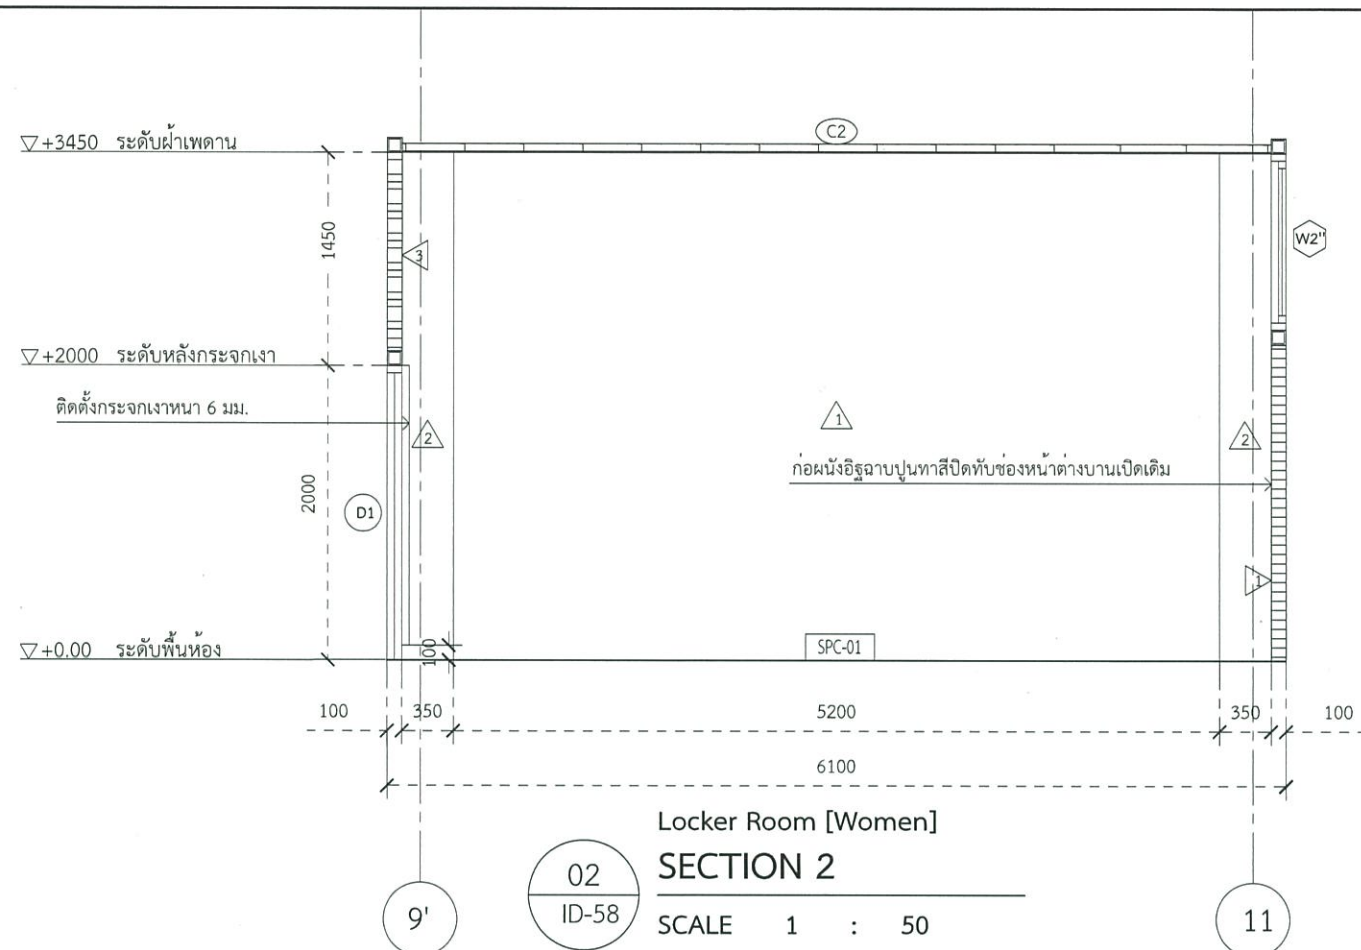 C2
▽+3450 ระดับฝ้าเพดาน
1450
3
W2"
▽+2000 ระดับหลังกระจกเงา
ติดตั้งกระจกเงาหนา 6 มม.
2
1
2
ก่อผนังอิฐฉาบปูนทาสีปิดทับช่องหน้าต่างบานเปิดเดิม
2000
D1
1
▽+0.00 ระดับพื้นห้อง
100
SPC-01
100 350 5200 350 100
6100
Locker Room [Women]
02 SECTION 2
ID-58 SCALE 1 : 50
9'
11